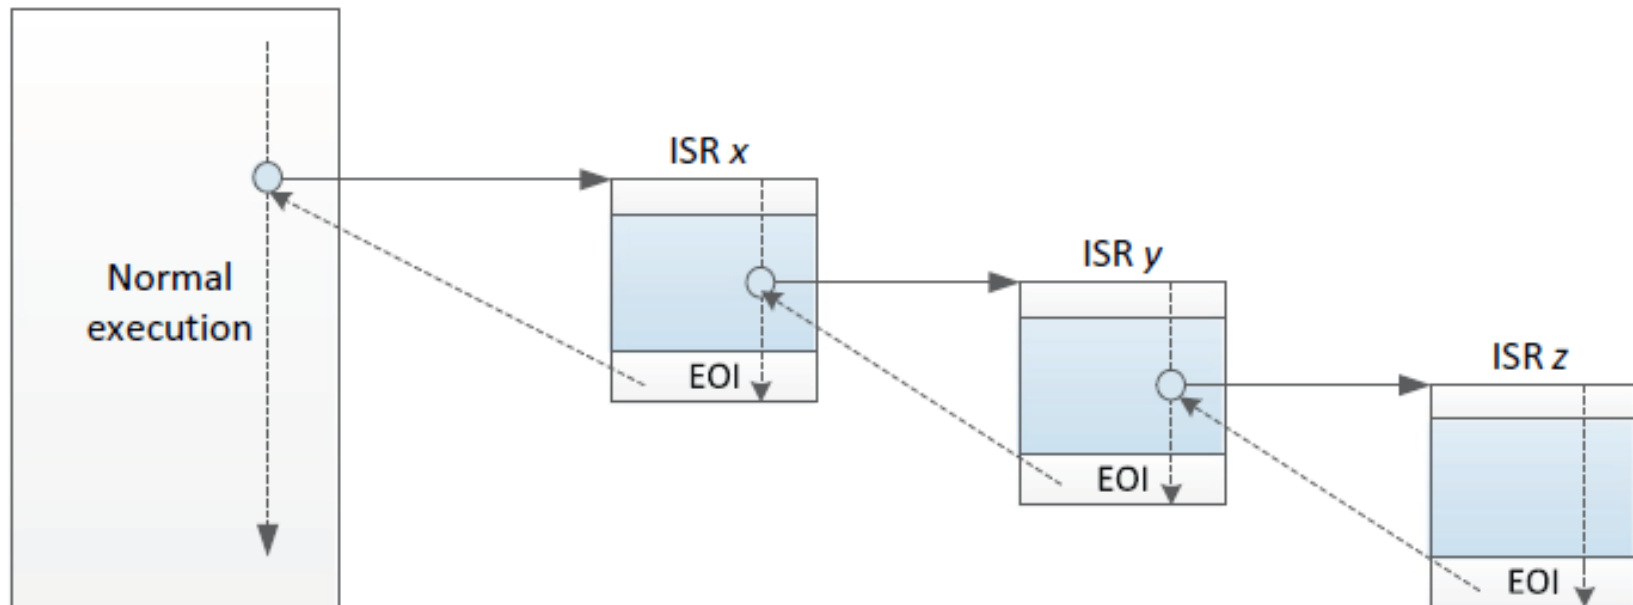 ISR x
ISR y
Normal
execution
ISR z
EOI
EOI
EOI